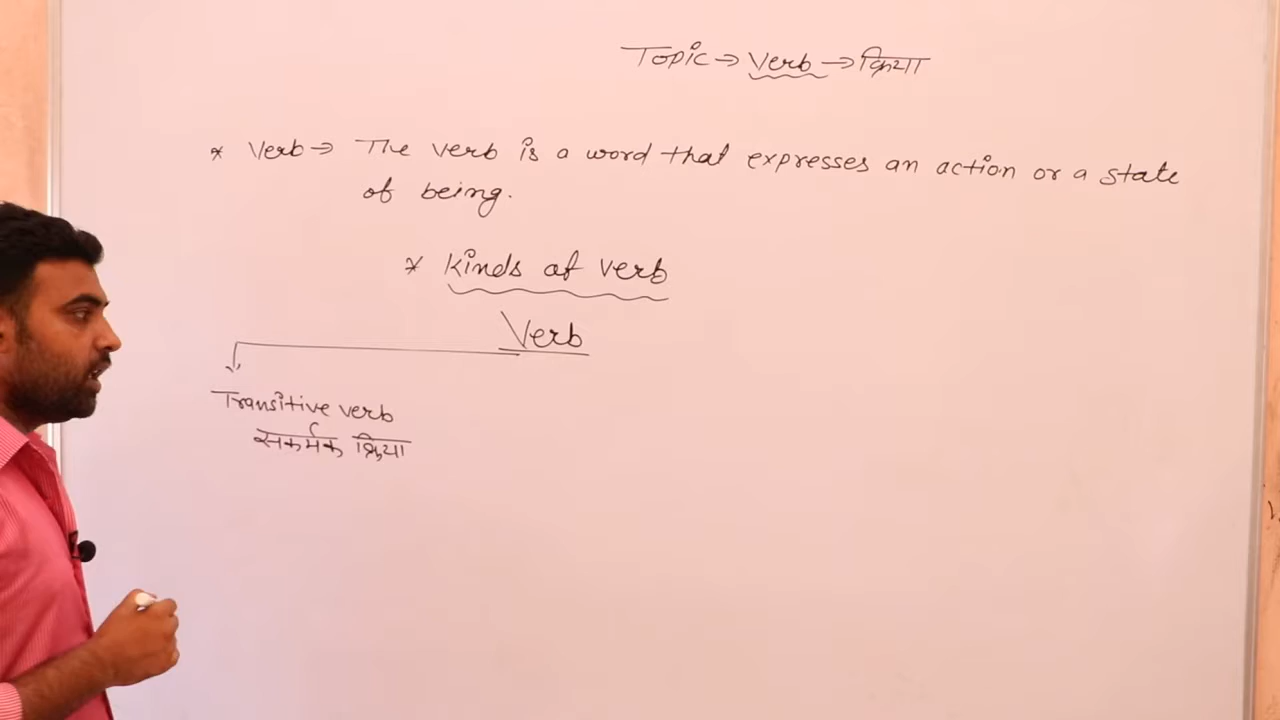 Topic → Verb → क्रिया
* Verb → The verb is a word that expresses an action or a state
of being.
* Kinds of verb
Verb
Transitive verb
सकर्मक क्रिया